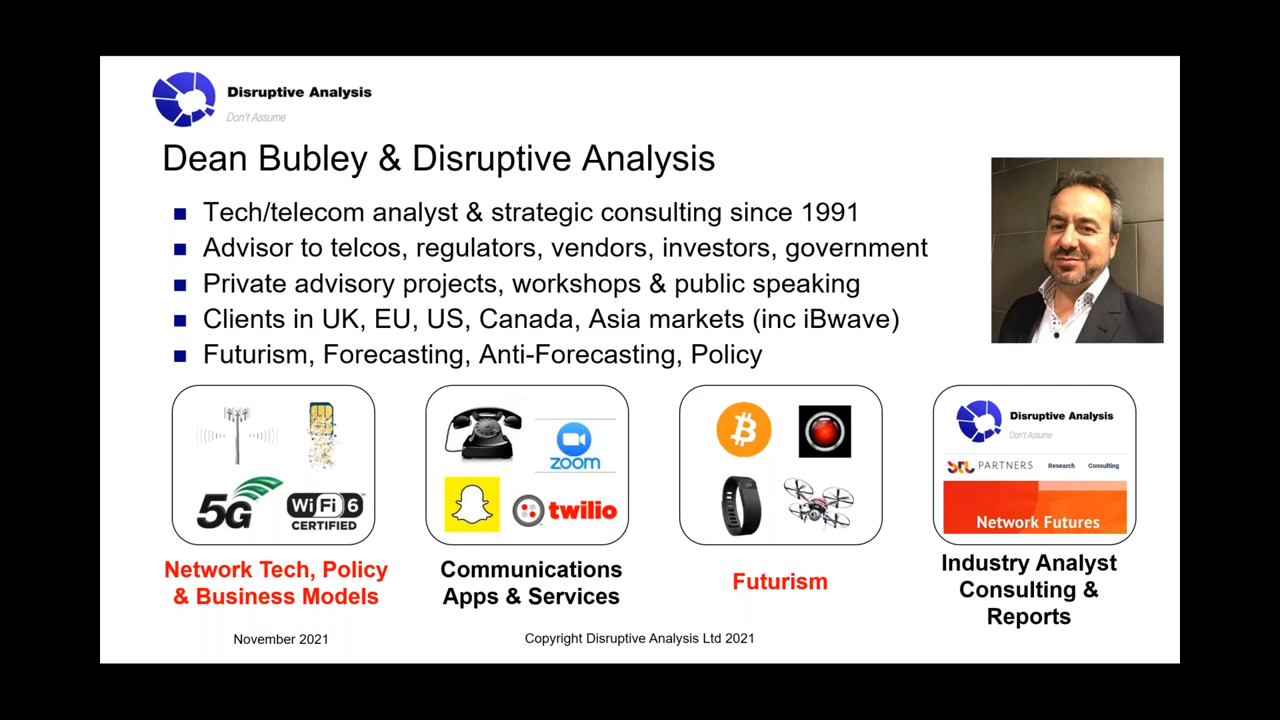 Disruptive Analysis
Don't Assume
Dean Bubley & Disruptive Analysis
Tech/telecom analyst & strategic consulting since 1991
Advisor to telcos, regulators, vendors, investors, government
Private advisory projects, workshops & public speaking
Clients in UK, EU, US, Canada, Asia markets (inc iBwave)
Futurism, Forecasting, Anti-Forecasting, Policy
5G
Wi Fi 6
CERTIFIED
zoom
twilio
Disruptive Analysis
Don't Assume
STL PARTNERS Research Consulting
Network Futures
Network Tech, Policy
& Business Models
Communications
Apps & Services
Futurism
Industry Analyst
Consulting &
Reports
November 2021
Copyright Disruptive Analysis Ltd 2021